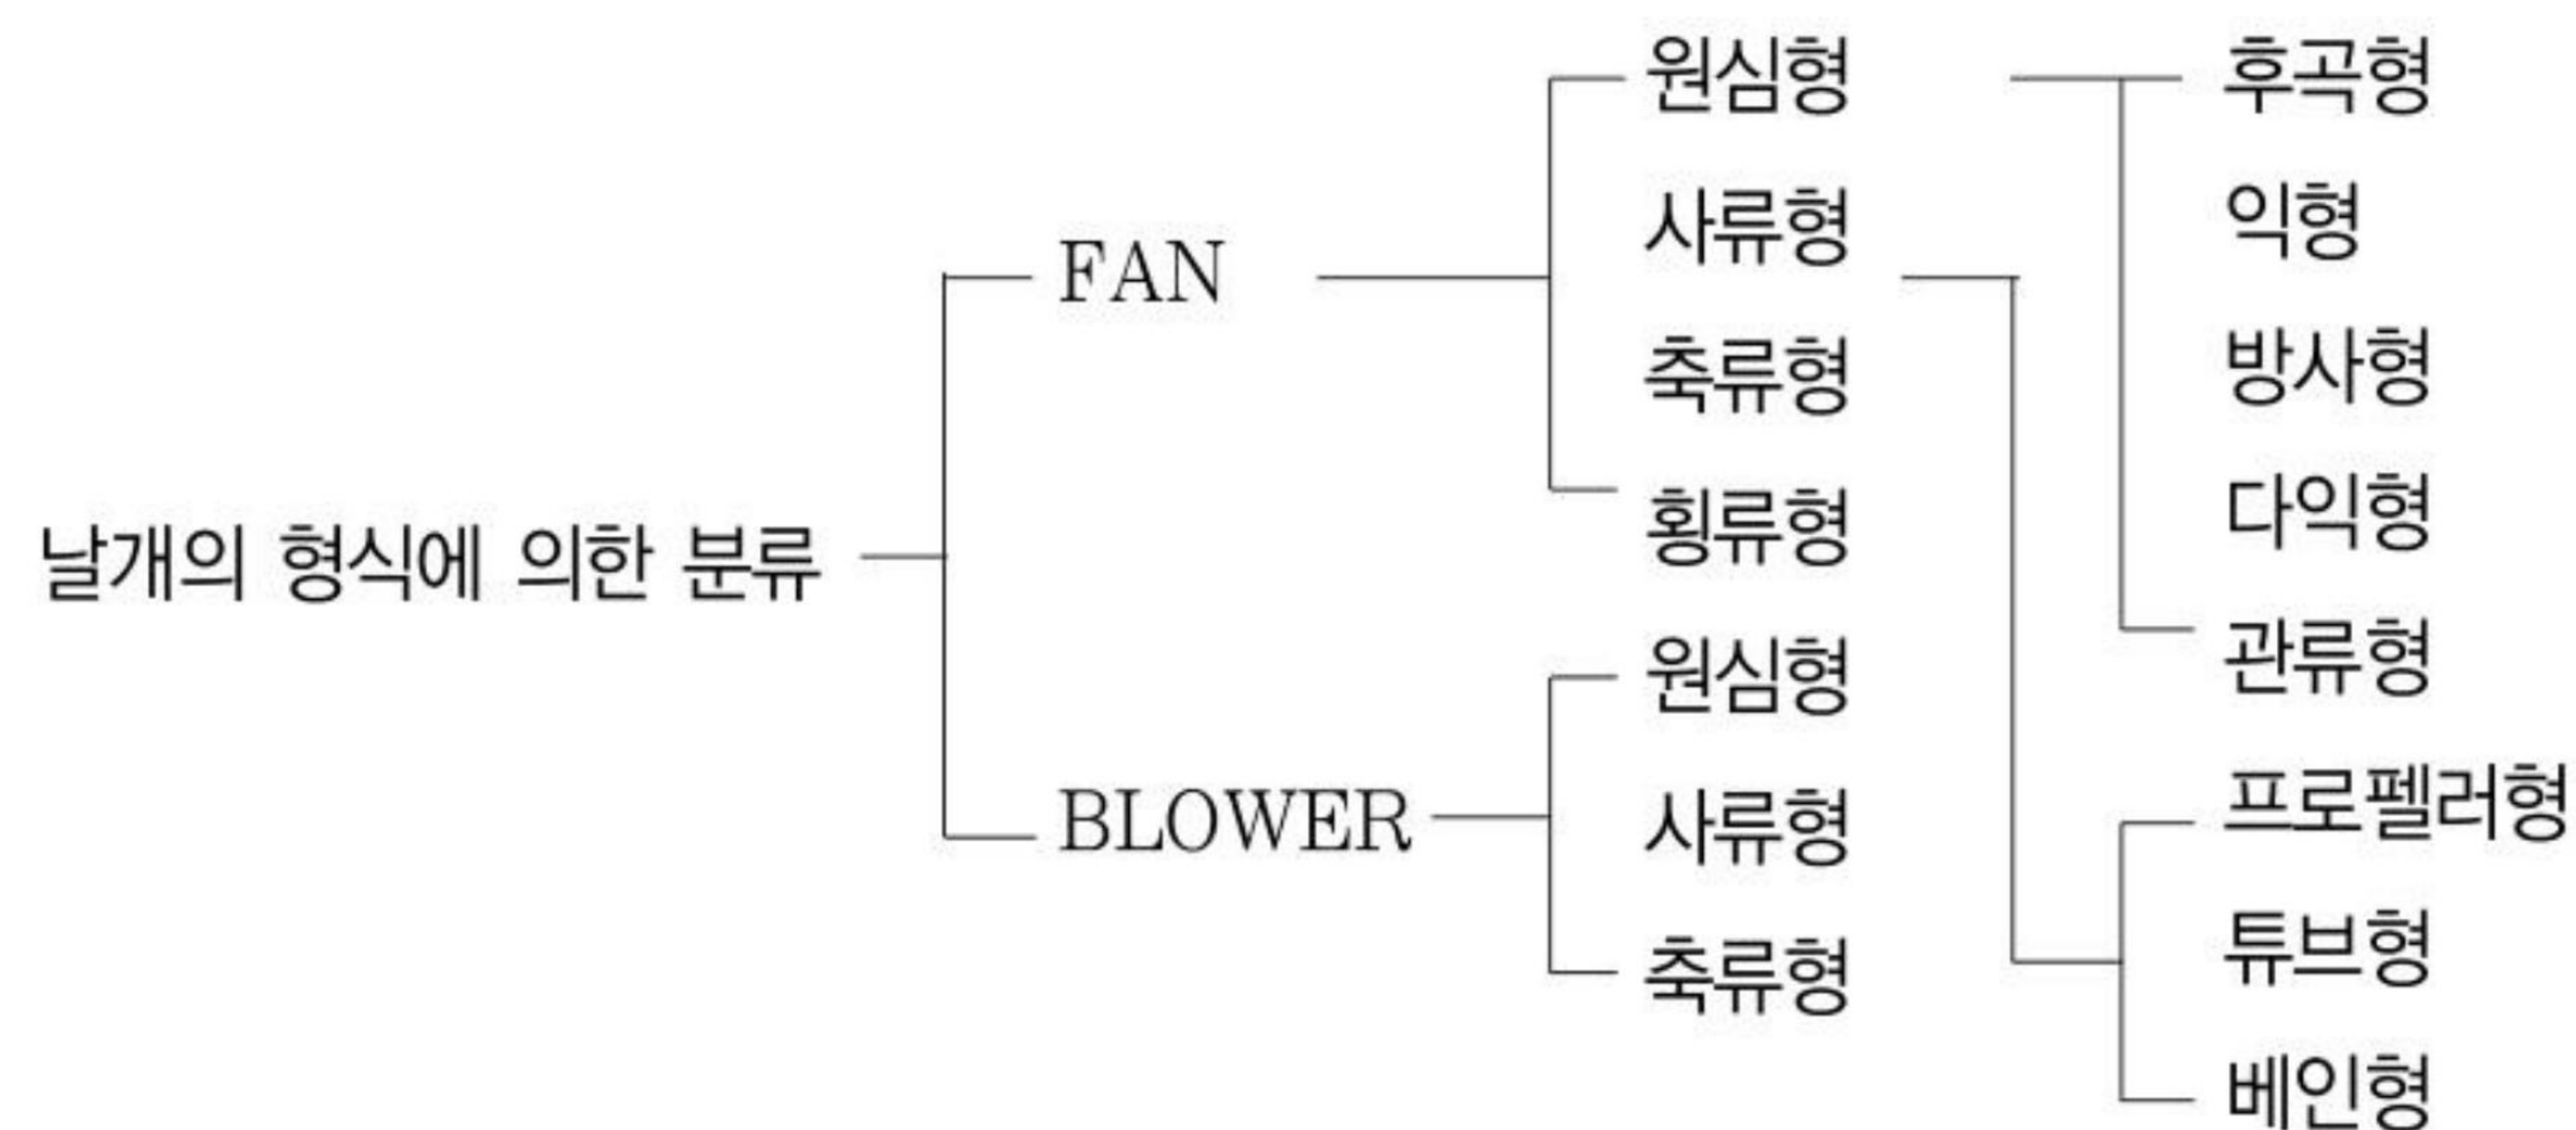 날개의 형식에 의한 분류
FAN
BLOWER
원심형
사류형
축류형
횡류형
원심형
사류형
축류형
후곡형
익형
방사형
다익형
관류형
프로펠러형
튜브형
베인형